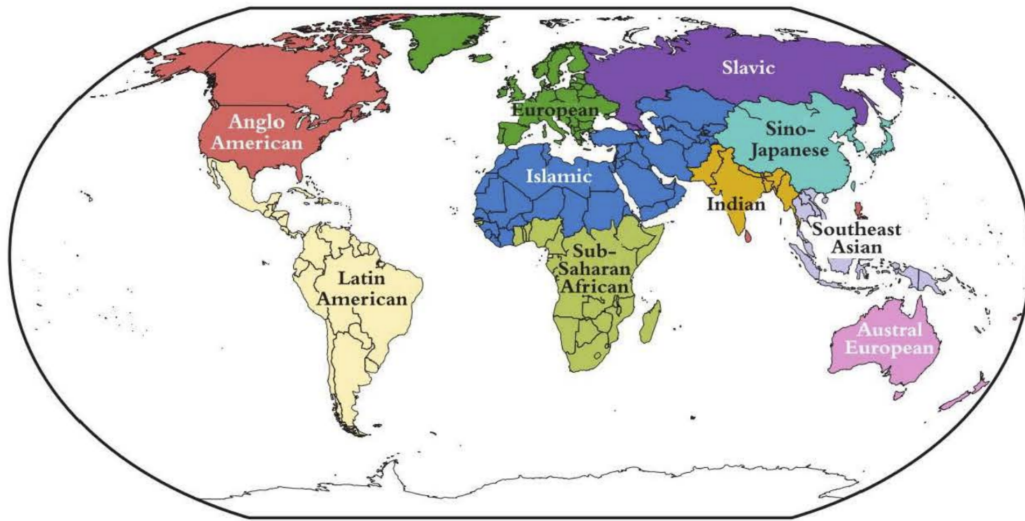 Slavic
Anglo
American
European
Sino-
Japanese
Islamic
Indian
Southeast
Asian
Sub-
Saharan
African
Latin
American
Austral
European